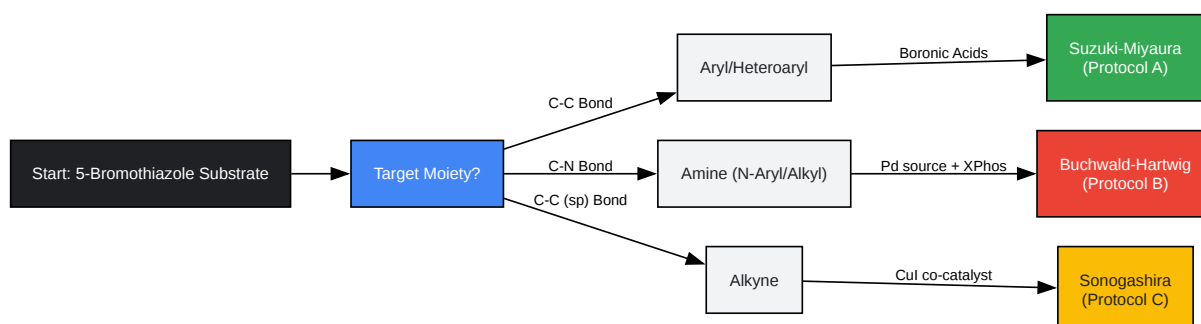 Start: 5-Bromothiazole Substrate
Target Moiety?
C-C Bond
Aryl/Heteroaryl
Boronic Acids
Suzuki-Miyaura
(Protocol A)
C-N Bond
Amine (N-Aryl/Alkyl)
Pd source + XPhos
Buchwald-Hartwig
(Protocol B)
C-C (sp) Bond
Alkyne
CuI co-catalyst
Sonogashira
(Protocol C)